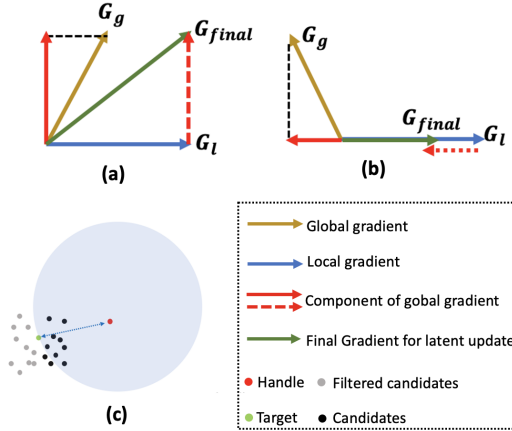 G_g
G_final
G_l
(a)
G_g
G_final
G_l
(b)
(c)
Global gradient
Local gradient
Component of gobal gradient
Final Gradient for latent update
Handle
Filtered candidates
Target
Candidates